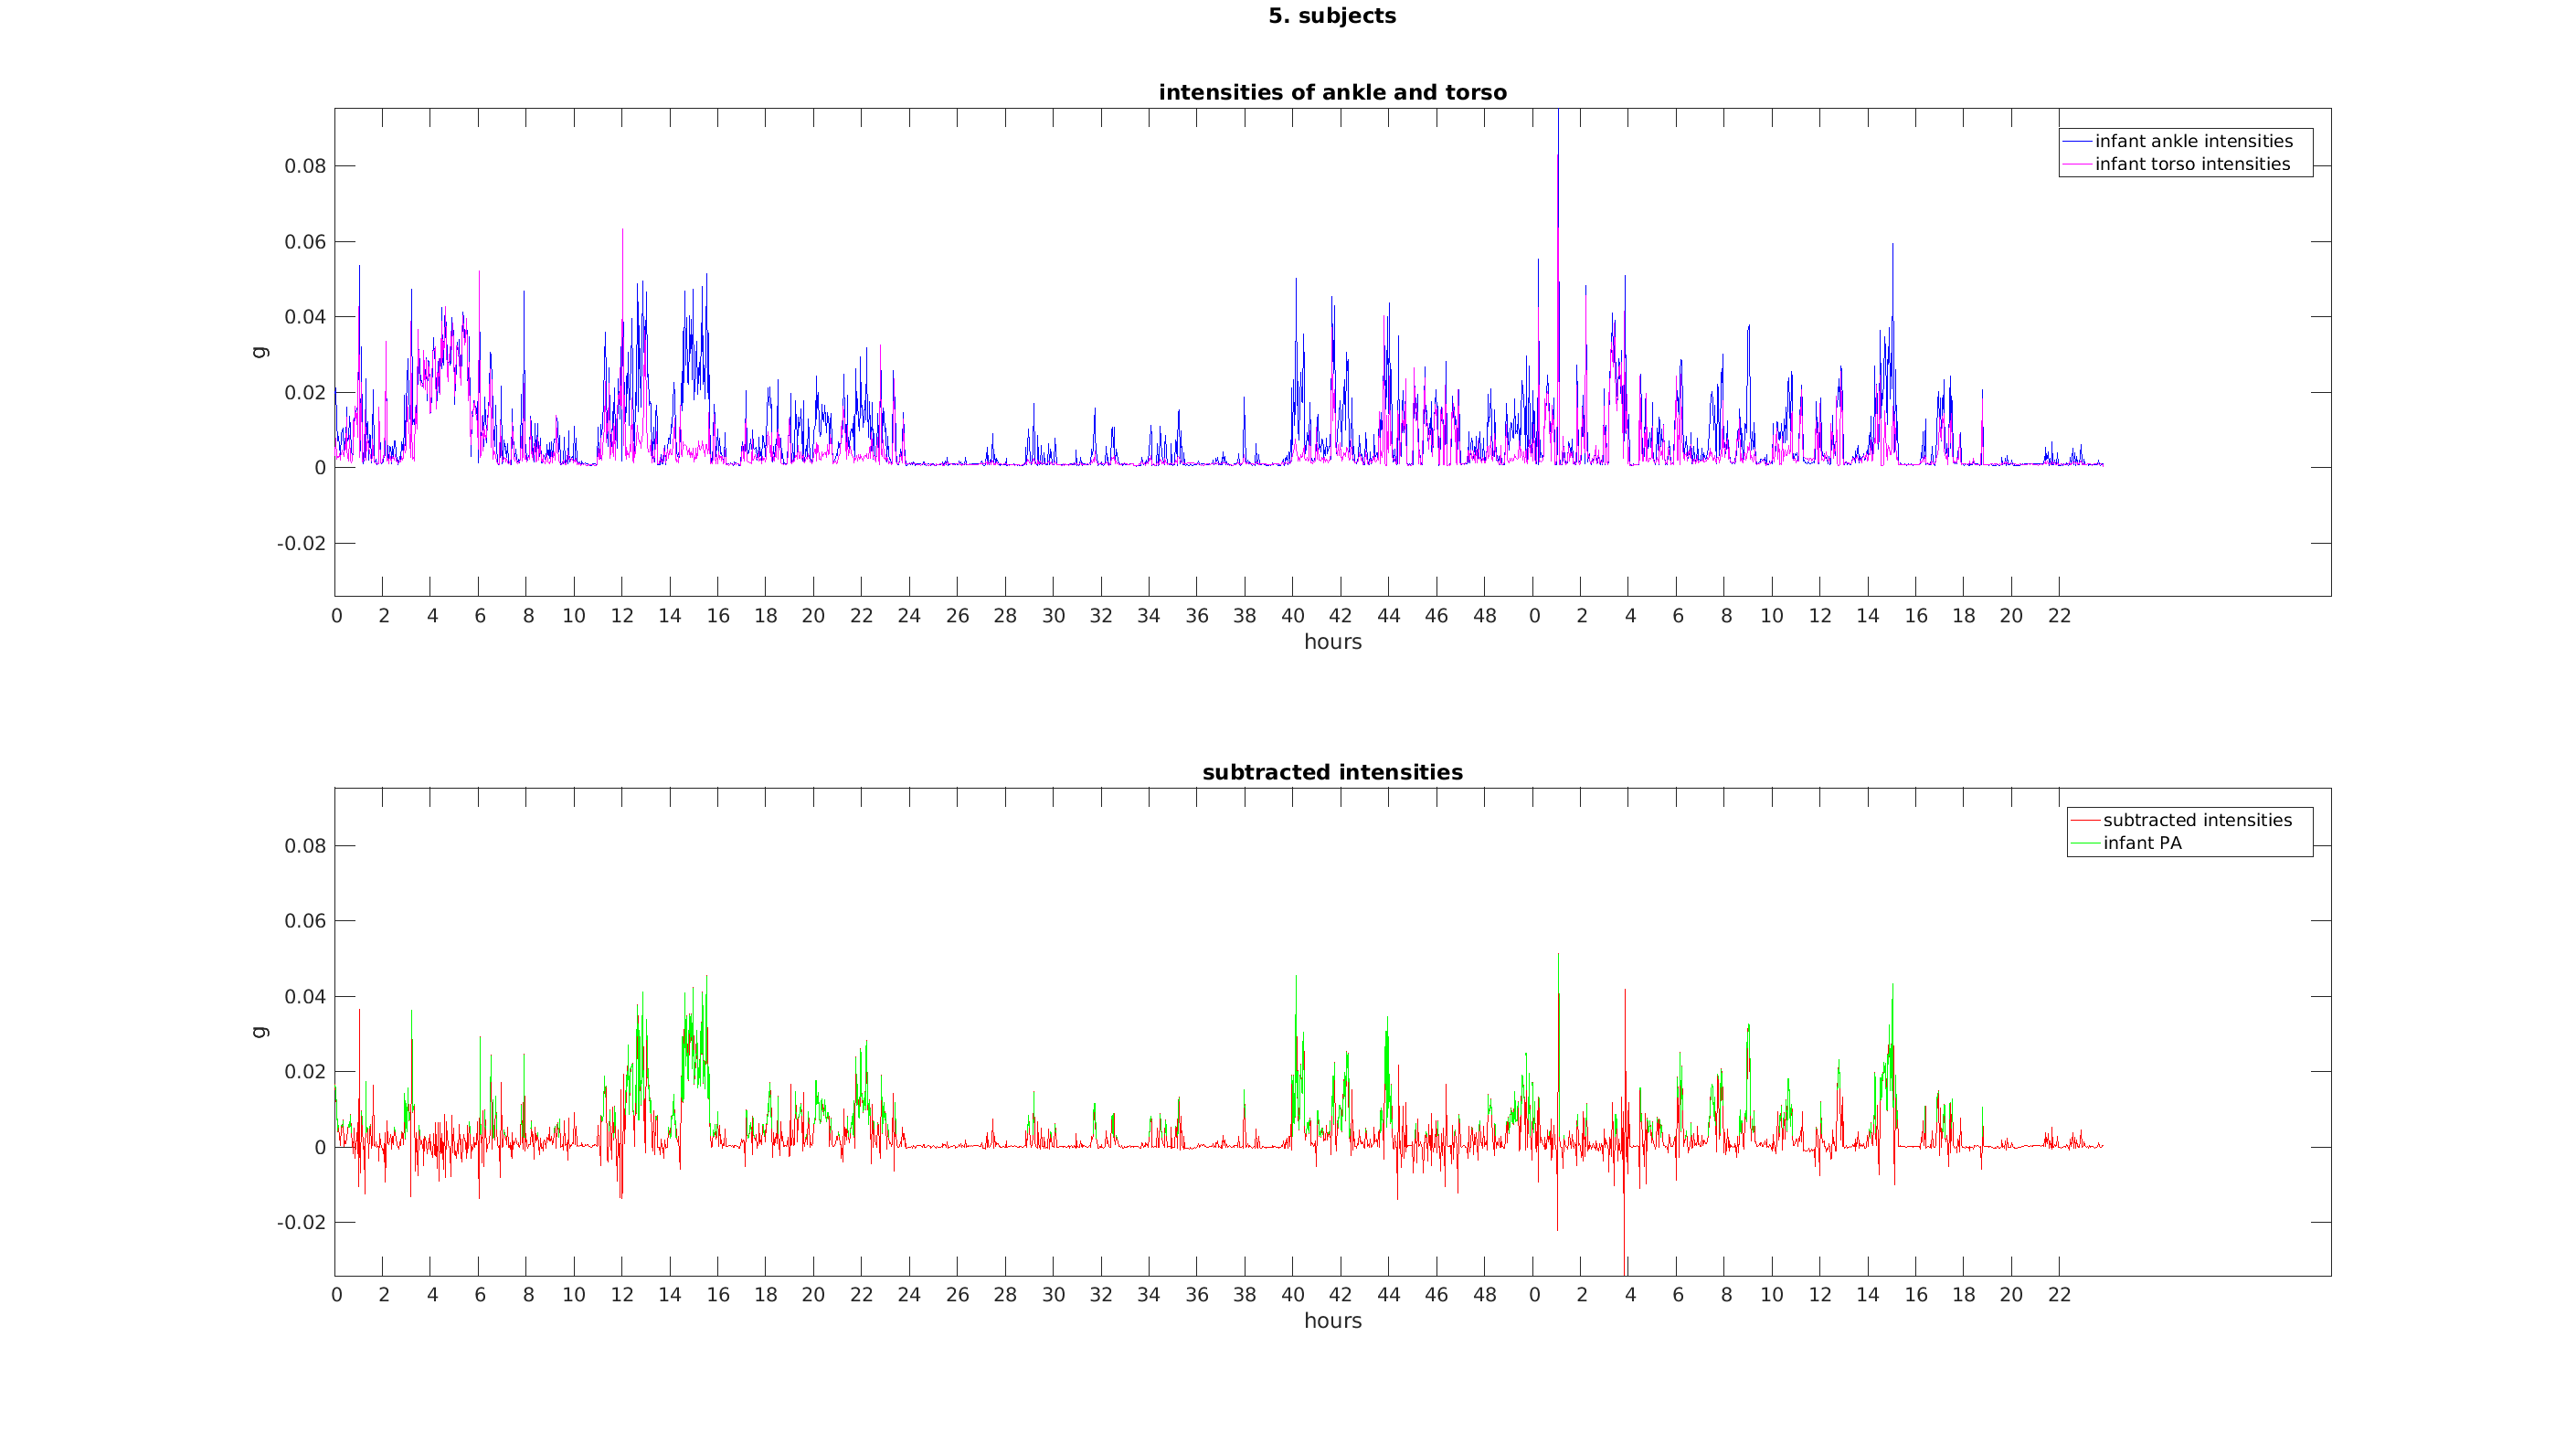 5. subjects
intensities of ankle and torso
infant ankle intensities
infant torso intensities
g
0.08
0.06
0.04
0.02
0
-0.02
0 2 4 6 8 10 12 14 16 18 20 22 24 26 28 30 32 34 36 38 40 42 44 46 48 0 2 4 6 8 10 12 14 16 18 20 22
hours
subtracted intensities
subtracted intensities
infant PA
g
0.08
0.06
0.04
0.02
0
-0.02
0 2 4 6 8 10 12 14 16 18 20 22 24 26 28 30 32 34 36 38 40 42 44 46 48 0 2 4 6 8 10 12 14 16 18 20 22
hours